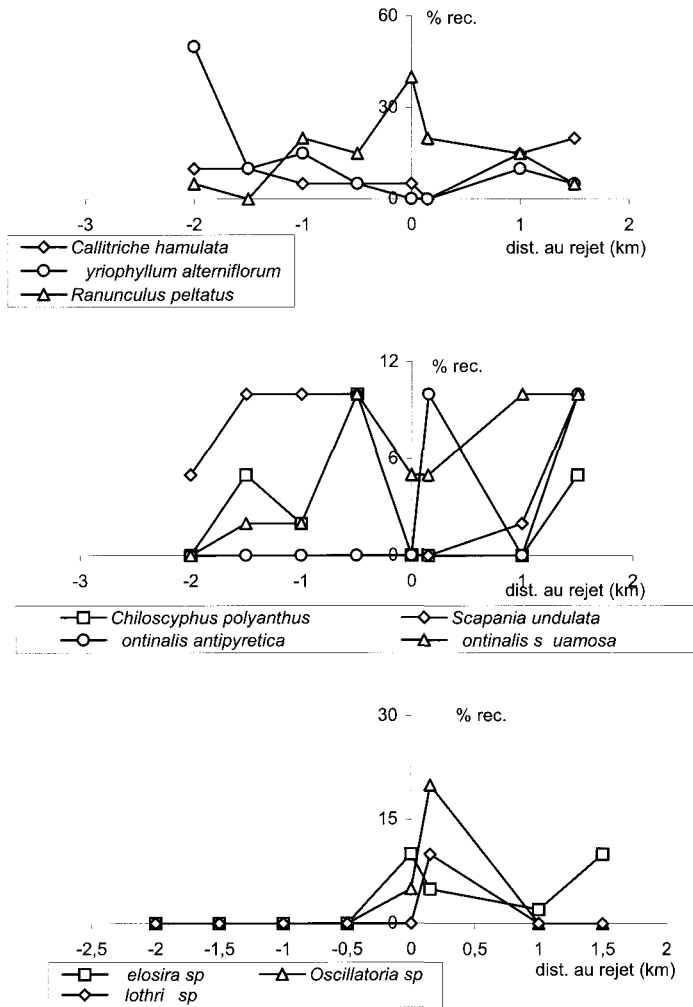 60
% rec.
30
0
-3 -2 -1 0 1 2
dist. au rejet (km)
Callitriche hamulata
yriophyllum alterniflorum
Ranunculus peltatus
12
% rec.
6
0
-3 -2 -1 0 1 2
dist. au rejet (km)
Chiloscyphus polyanthus Scapania undulata
ontinalis antipyretica ontinalis s uamosa
30
% rec.
15
0
-2,5 -2 -1,5 -1 -0,5 0 0,5 1 1,5 2
dist. au rejet (km)
elosira sp Oscillatoria sp
lothri sp